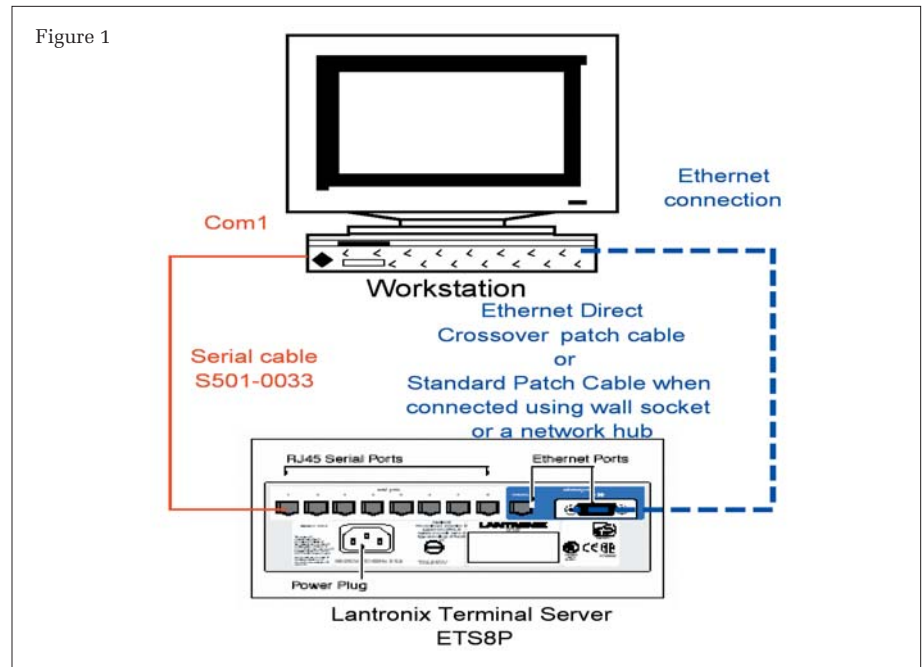 Figure 1
Ethernet
connection
Com1
Workstation
Ethernet Direct
Crossover patch cable
or
Standard Patch Cable when
connected using wall socket
or a network hub
Serial cable
S501-0033
RJ45 Serial Ports
Ethernet Ports
LANTRONIX
Power Plug
Lantronix Terminal Server
ETS8P